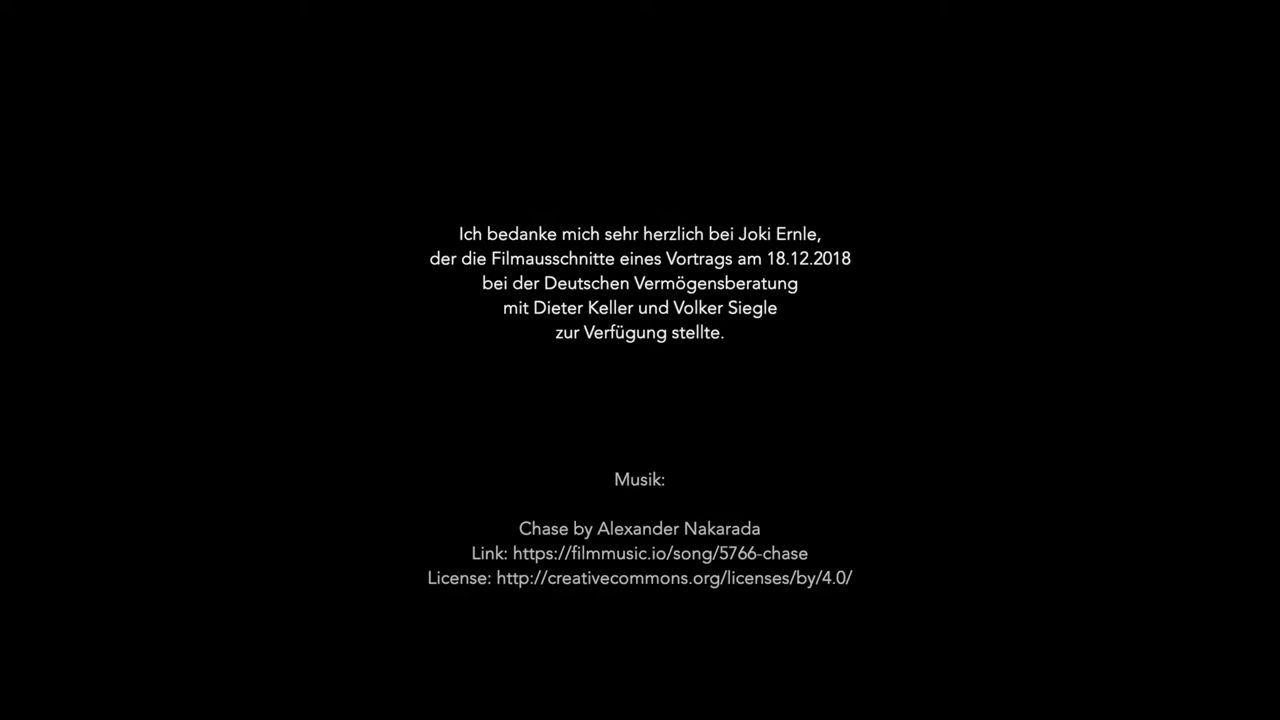 Ich bedanke mich sehr herzlich bei Joki Ernle,
der die Filmausschnitte eines Vortrags am 18.12.2018
bei der Deutschen Vermögensberatung
mit Dieter Keller und Volker Siegle
zur Verfügung stellte.
Musik:
Chase by Alexander Nakarada
Link: https://filmmusic.io/song/5766-chase
License: http://creativecommons.org/licenses/by/4.0/